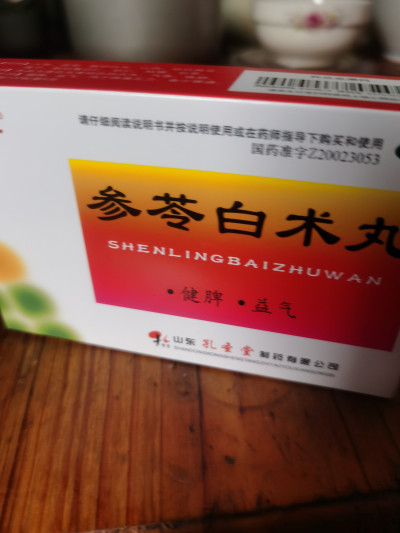 请仔细阅读说明书并按说明使用或在药师指导下购买和使用
国药准字Z20023053
参苓白术丸
SHENLINGBAIZHUWAN
·健脾 ·益气
山东孔圣堂制药有限公司